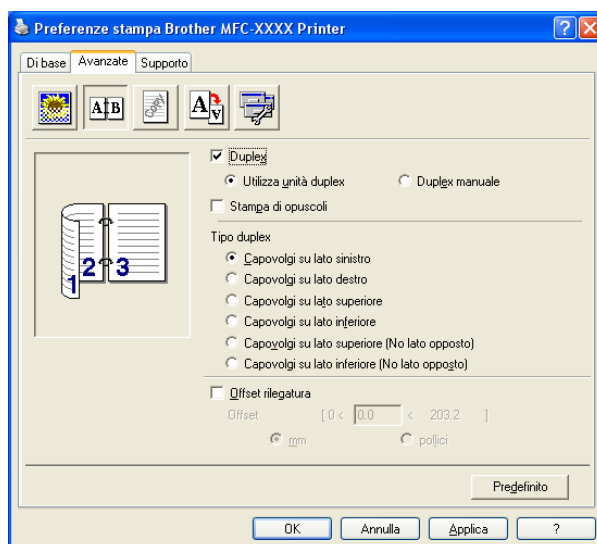 Preferenze stampa Brother MFC-XXXX Printer
Di base Avanzate Supporto
A B
A A
Duplex
Utilizza unità duplex Duplex manuale
Stampa di opuscoli
Tipo duplex
Capovolgi su lato sinistro
Capovolgi su lato destro
Capovolgi su lato superiore
Capovolgi su lato inferiore
Capovolgi su lato superiore (No lato opposto)
Capovolgi su lato inferiore (No lato opposto)
1 2 3
Offset rilegatura
Offset [ 0 < 0.0 < 203.2 ]
mm pollici
Predefinito
OK Annulla Applica ?